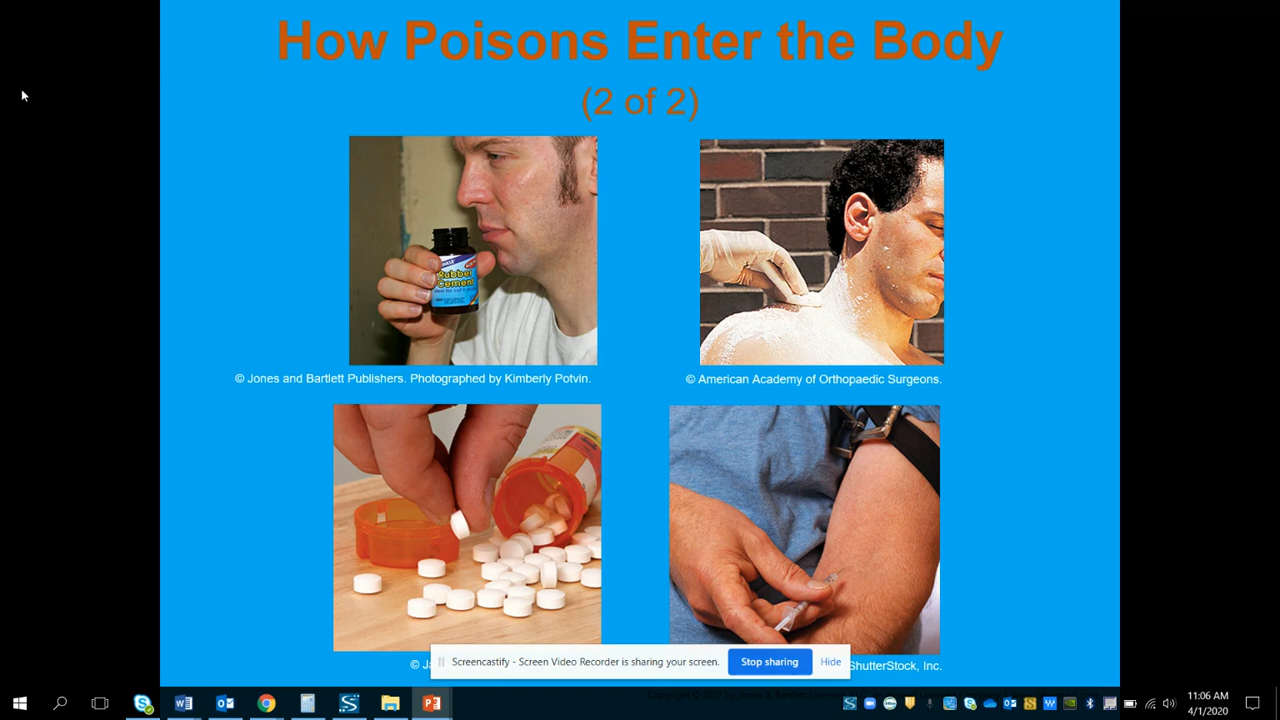 How Poisons Enter the Body
(2 of 2)
Rubber
Cement
© Jones and Bartlett Publishers. Photographed by Kimberly Potvin.
© American Academy of Orthopaedic Surgeons.
©
ShutterStock, Inc.
Screencastify - Screen Video Recorder is sharing your screen.
Stop sharing
Hide
11:06 AM
4/1/2020